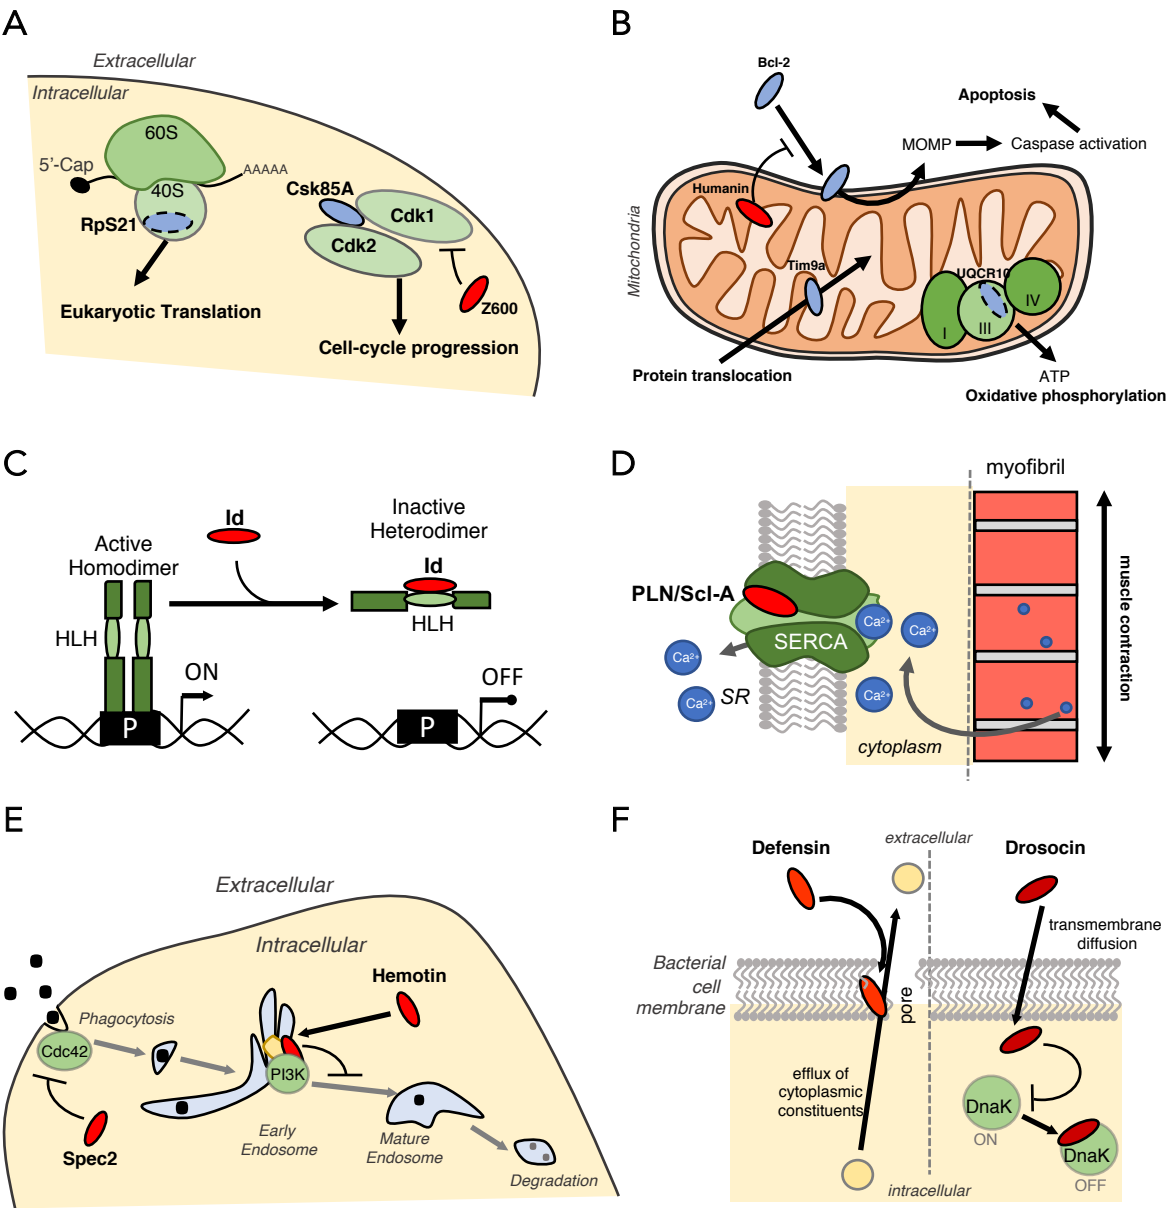 A
Extracellular
Intracellular
60S
5'-Cap
AAAAA
40S
RpS21
Csk85A
Cdk1
Cdk2
Z600
Eukaryotic Translation
Cell-cycle progression
B
Bcl-2
Apoptosis
MOMP
Caspase activation
Humanin
Mitochondria
Tim9a
UQCR10
I
III
IV
Protein translocation
ATP
Oxidative phosphorylation
C
Id
Inactive
Heterodimer
Active
Homodimer
Id
HLH
HLH
ON
OFF
P
P
D
myofibril
PLN/Scl-A
SERCA
Ca2+
Ca2+
Ca2+
Ca2+
Ca2+
SR
cytoplasm
muscle contraction
E
Extracellular
Intracellular
Hemotin
Phagocytosis
Cdc42
PI3K
Spec2
Early
Endosome
Mature
Endosome
Degradation
F
extracellular
Defensin
Drosocin
transmembrane
diffusion
Bacterial
cell
membrane
pore
efflux of
cytoplasmic
constituents
DnaK
ON
DnaK
OFF
intracellular